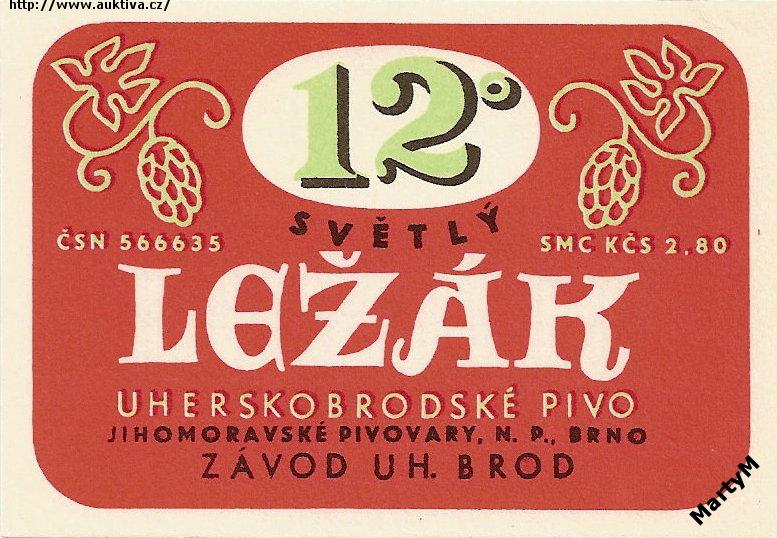 http://www.auktiva.cz/
12°
SVĚTLÝ
ČSN 566635
SMC KČS 2,80
LEŽÁK
UHERSKOBRODSKÉ PIVO
JIHOMORAVSKÉ PIVOVARY, N. P., BRNO
ZÁVOD UH. BROD
MartyM